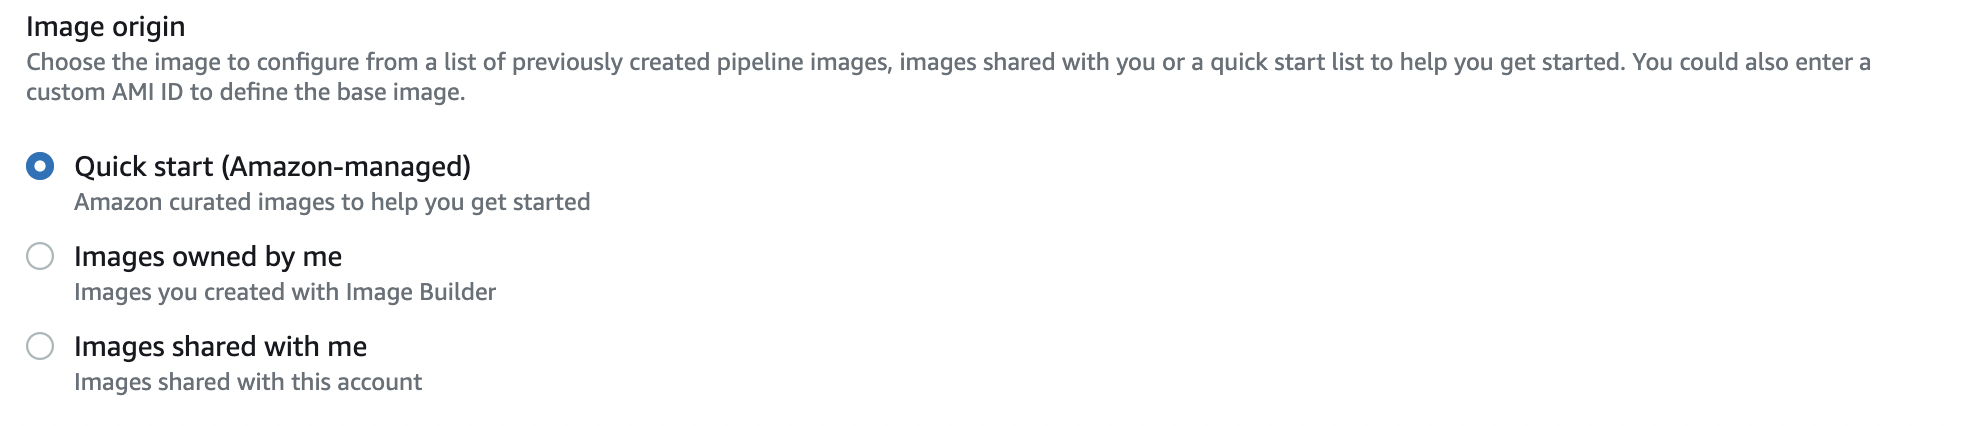 Image origin
Choose the image to configure from a list of previously created pipeline images, images shared with you or a quick start list to help you get started. You could also enter a
custom AMI ID to define the base image.
Quick start (Amazon-managed)
Amazon curated images to help you get started
Images owned by me
Images you created with Image Builder
Images shared with me
Images shared with this account